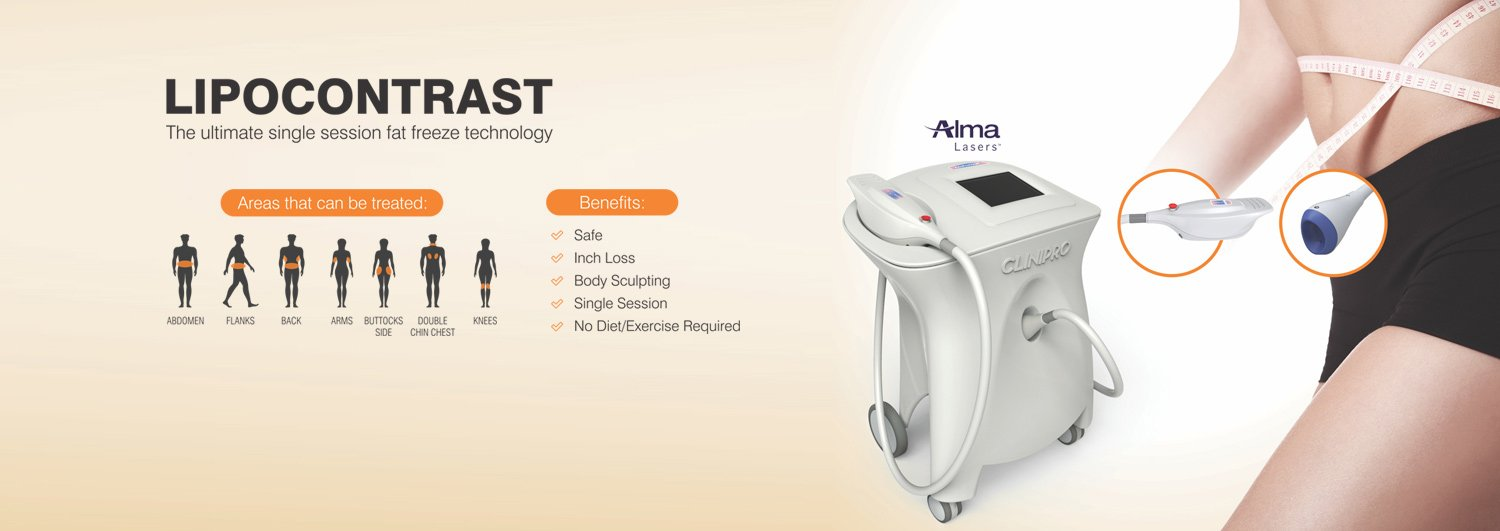 LIPOCONTRAST
The ultimate single session fat freeze technology
Areas that can be treated:
ABDOMEN
FLANKS
BACK
ARMS
BUTTOCKS
SIDE
DOUBLE
CHIN CHEST
KNEES
Benefits:
Safe
Inch Loss
Body Sculpting
Single Session
No Diet/Exercise Required
Alma
Lasers™
CLINIPRO